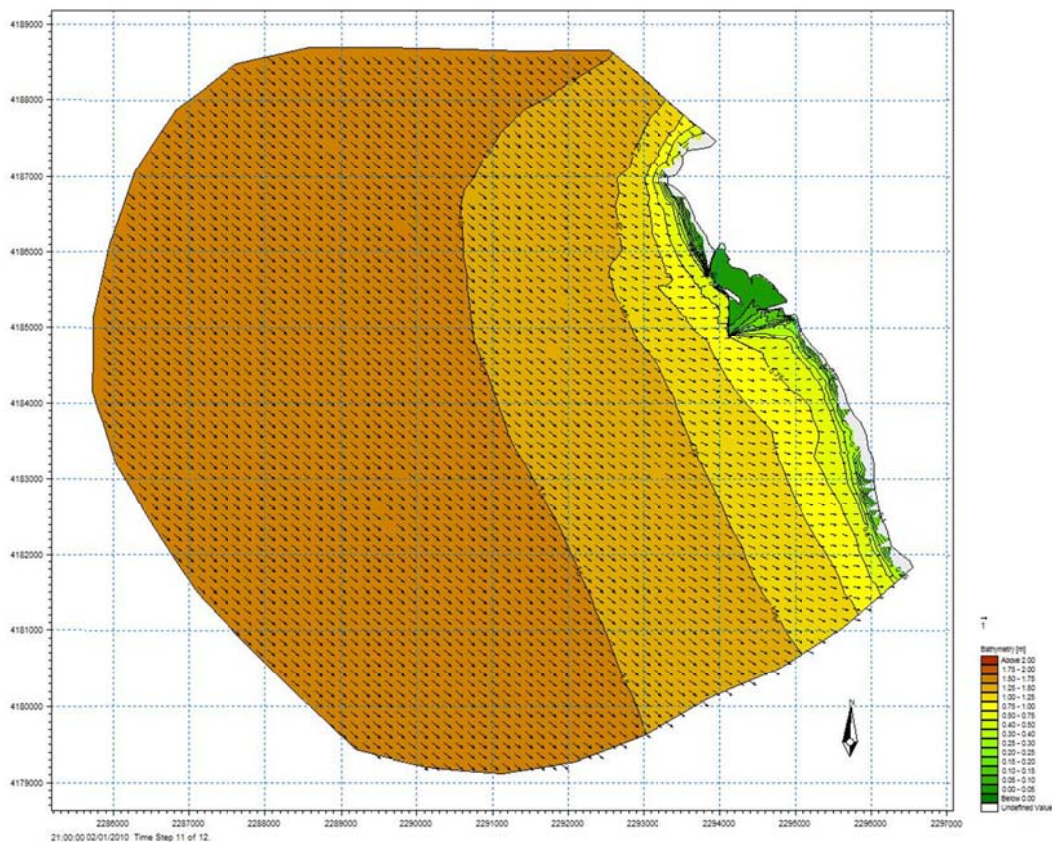 4189000
4188000
4187000
4186000
4185000
4184000
4183000
4182000
4181000
4180000
4179000
2286000 2287000 2288000 2289000 2290000 2291000 2292000 2293000 2294000 2295000 2296000 2297000
21:00:00 02/01/2010 Time Step 11 of 12.
1
Bathymetry [m]
Above 2.00
1.75 - 2.00
1.50 - 1.75
1.25 - 1.50
1.00 - 1.25
0.75 - 1.00
0.50 - 0.75
0.40 - 0.50
0.30 - 0.40
0.25 - 0.30
0.20 - 0.25
0.15 - 0.20
0.10 - 0.15
0.05 - 0.10
0.00 - 0.05
Below 0.00
Undefined Value
N